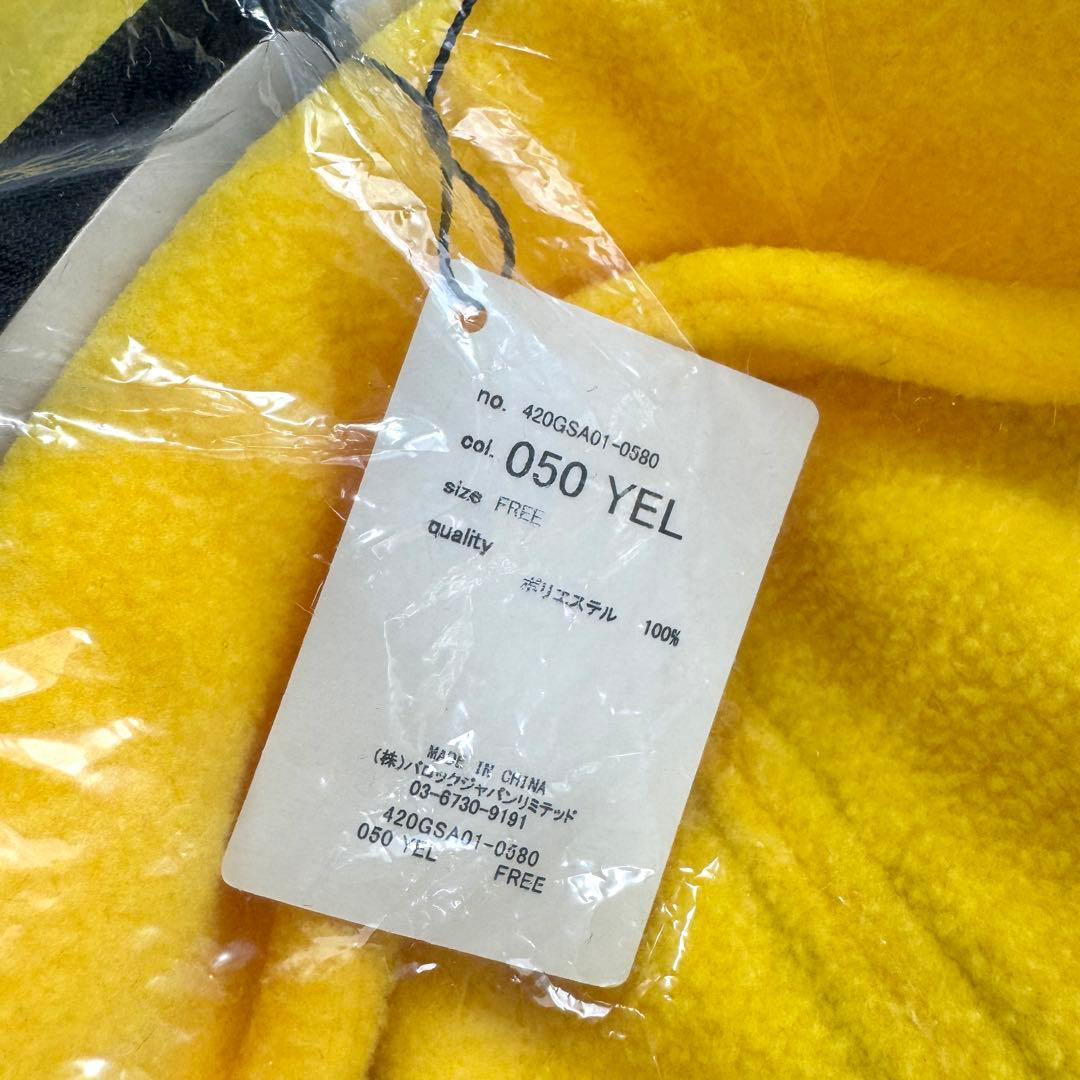 no. 420GSA01-0580
col. 050 YEL
size FREE
quality
ポリエステル 100%
MADE IN CHINA
(株)バロックジャパンリミテッド
03-6730-9191
420GSA01-0580
050 YEL
FREE